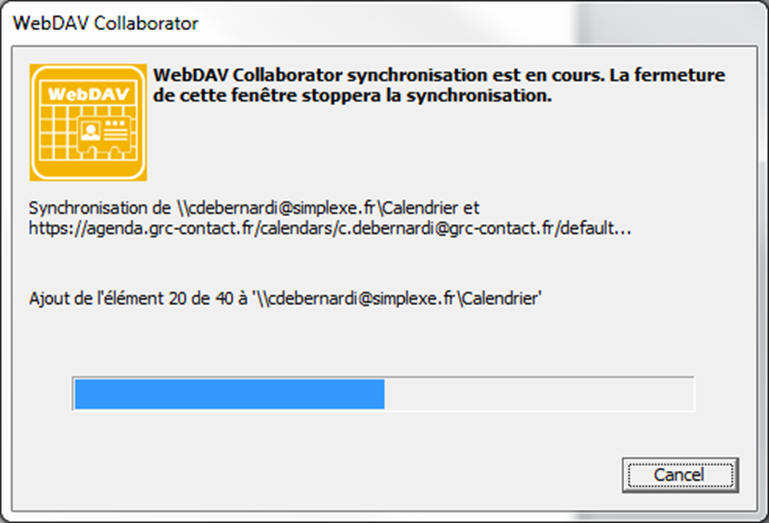 WebDAV Collaborator
WebDAV
WebDAV Collaborator synchronisation est en cours. La fermeture
de cette fenêtre stoppera la synchronisation.
Synchronisation de \\cdebernardi@simplexe.fr\Calendrier et
https://agenda.grc-contact.fr/calendars/c.debernardi@grc-contact.fr/default...
Ajout de l'élément 20 de 40 à '\\cdebernardi@simplexe.fr\Calendrier'
Cancel